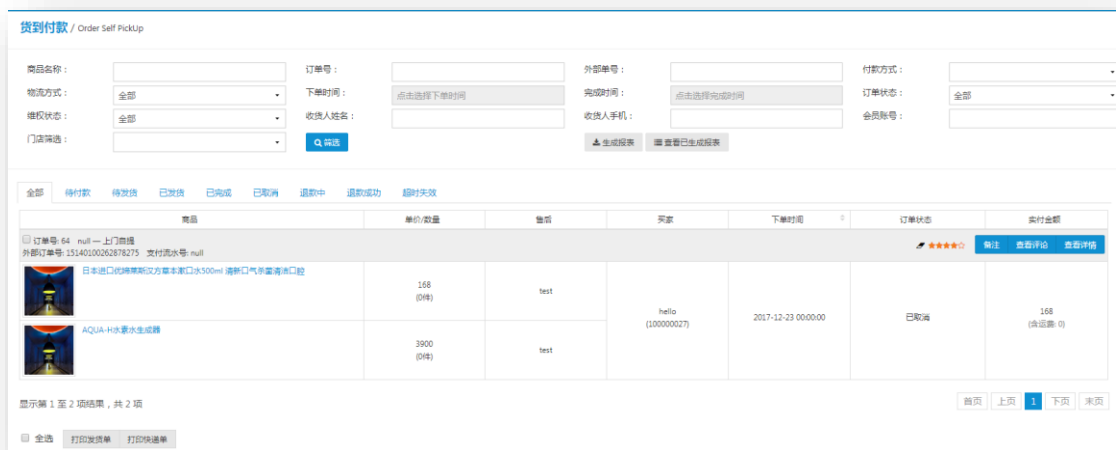 货到付款 / Order Self PickUp
商品名称： 订单号： 外部单号： 付款方式：
物流方式： 全部 下单时间： 点击选择下单时间 完成时间： 点击选择完成时间 订单状态： 全部
维权状态： 全部 收货人姓名： 收货人手机： 会员账号：
门店筛选： 筛选 生成报表 查看已生成报表
全部 待付款 待发货 已发货 已完成 已取消 退款中 退款成功 超时失效
商品 单价/数量 售后 买家 下单时间 订单状态 实付金额
订单号: 64 null — 上门自提
外部订单号: 15140100262878275 支付流水号: null
备注 查看评论 查看详情
日本进口优睎莱斯汉方草本漱口水500ml 清新口气杀菌清洁口腔
168
(0件)
test
AQUA-H水素水生成器
3900
(0件)
test
hello
(100000027)
2017-12-23 00:00:00
已取消
168
(含运费: 0)
显示第 1 至 2 项结果，共 2 项
首页 上页 1 下页 末页
全选 打印发货单 打印快递单